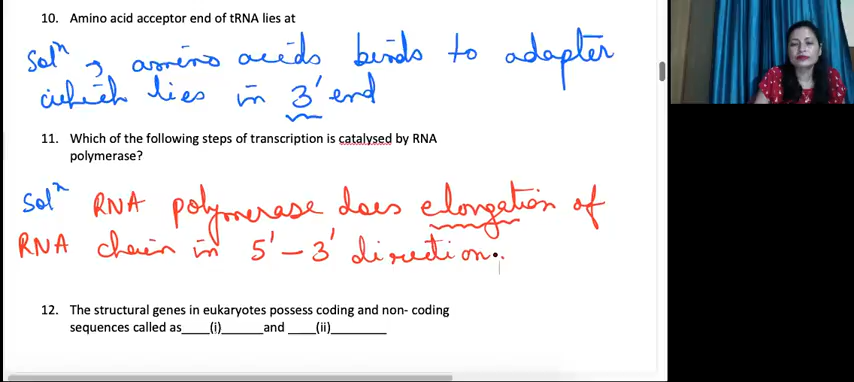 10. Amino acid acceptor end of tRNA lies at
Solⁿ → amino acids binds to adapter
which lies in 3' end
11. Which of the following steps of transcription is catalysed by RNA
polymerase?
Solⁿ RNA polymerase does elongation of
RNA chain in 5' – 3' direction.
12. The structural genes in eukaryotes possess coding and non- coding
sequences called as____(i)______and ____(ii)________